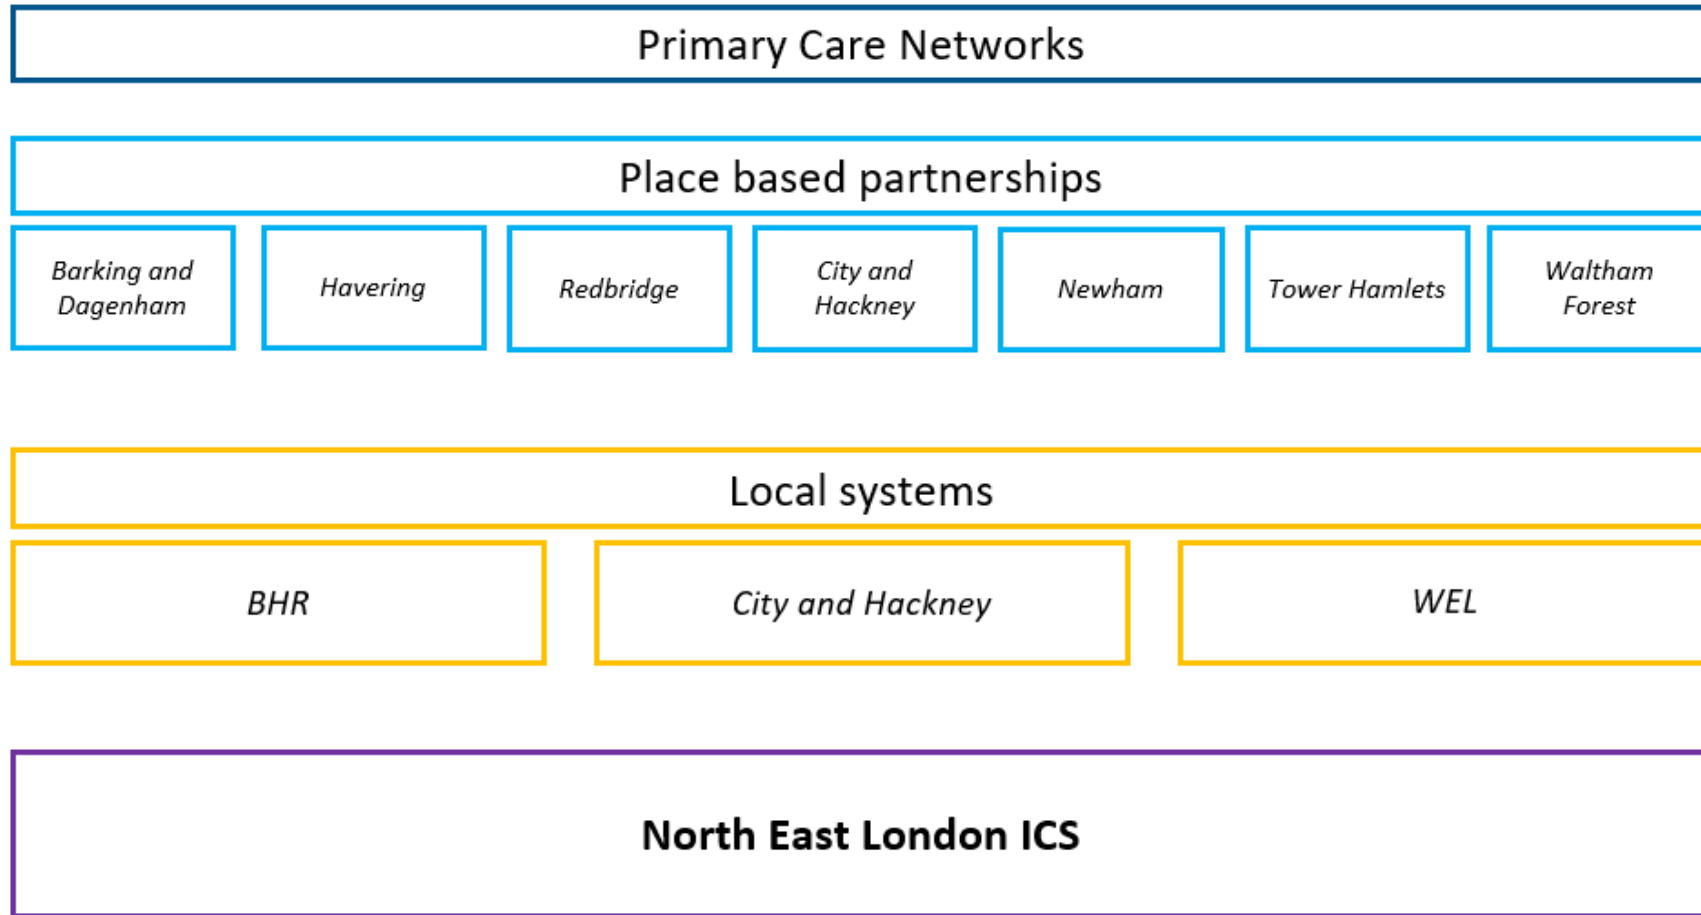 Primary Care Networks
Place based partnerships
Barking and
Dagenham
Havering
Redbridge
City and
Hackney
Newham
Tower Hamlets
Waltham
Forest
Local systems
BHR
City and Hackney
WEL
North East London ICS